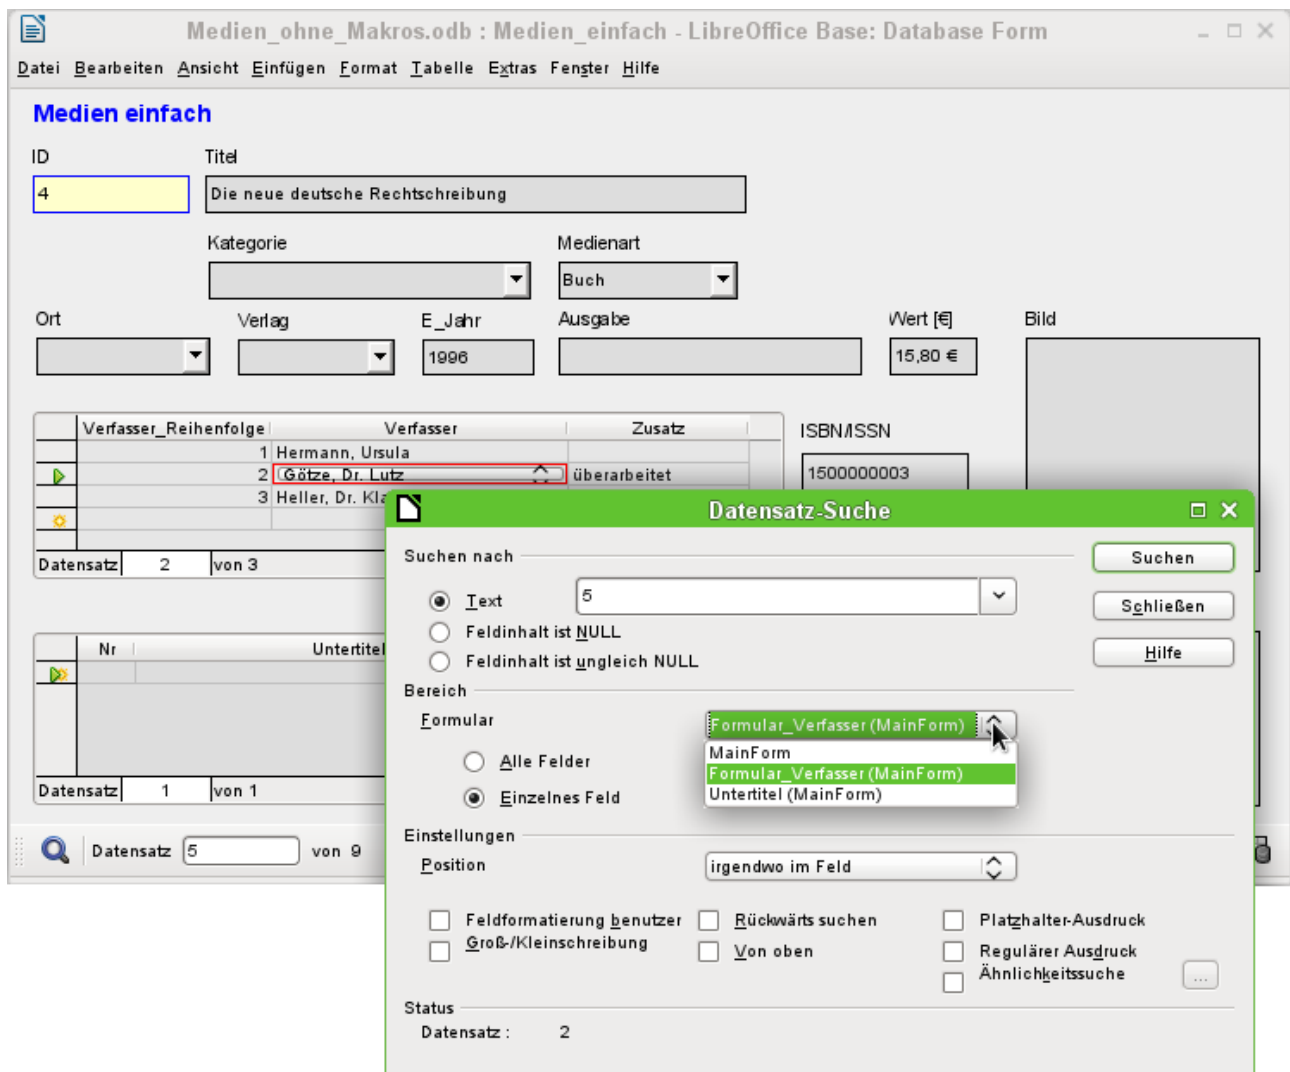 Medien_ohne_Makros.odb : Medien_einfach - LibreOffice Base: Database Form
Datei Bearbeiten Ansicht Einfügen Format Tabelle Extras Fenster Hilfe
Medien einfach
ID Titel
4 Die neue deutsche Rechtschreibung
Kategorie Medienart
Buch
Ort Verlag E_Jahr Ausgabe Wert [€] Bild
1996 15,80 €
Verfasser_Reihenfolge Verfasser Zusatz ISBN/ISSN
1 Hermann, Ursula
2 Götze, Dr. Lutz überarbeitet 1500000003
3 Heller, Dr. Kla
Datensatz 2 von 3
Nr Untertitel
Datensatz 1 von 1
Datensatz 5 von 9
Datensatz-Suche
Suchen nach Suchen
Text 5 Schließen
Feldinhalt ist NULL
Feldinhalt ist ungleich NULL Hilfe
Bereich
Formular Formular_Verfasser (MainForm)
MainForm
Alle Felder Formular_Verfasser (MainForm)
Einzelnes Feld Untertitel (MainForm)
Einstellungen
Position irgendwo im Feld
Feldformatierung benutzer Rückwärts suchen Platzhalter-Ausdruck
Groß-/Kleinschreibung Von oben Regulärer Ausdruck
Ähnlichkeitssuche ...
Status
Datensatz : 2